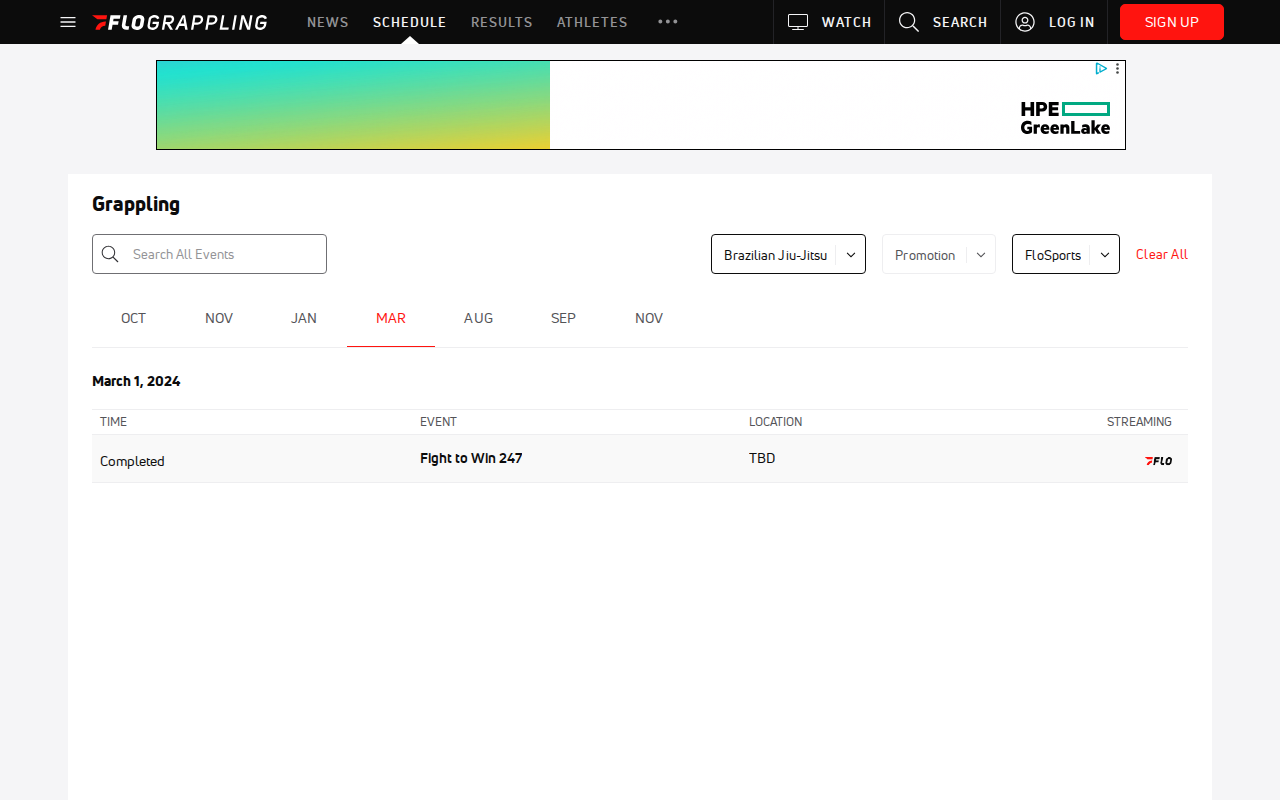 FLOGRAPPLING NEWS SCHEDULE RESULTS ATHLETES WATCH SEARCH LOG IN SIGN UP
HPE
GreenLake
Grappling
Search All Events Brazilian Jiu-Jitsu Promotion FloSports Clear All
OCT NOV JAN MAR AUG SEP NOV
March 1, 2024
TIME EVENT LOCATION STREAMING
Completed Fight to Win 247 TBD FLO